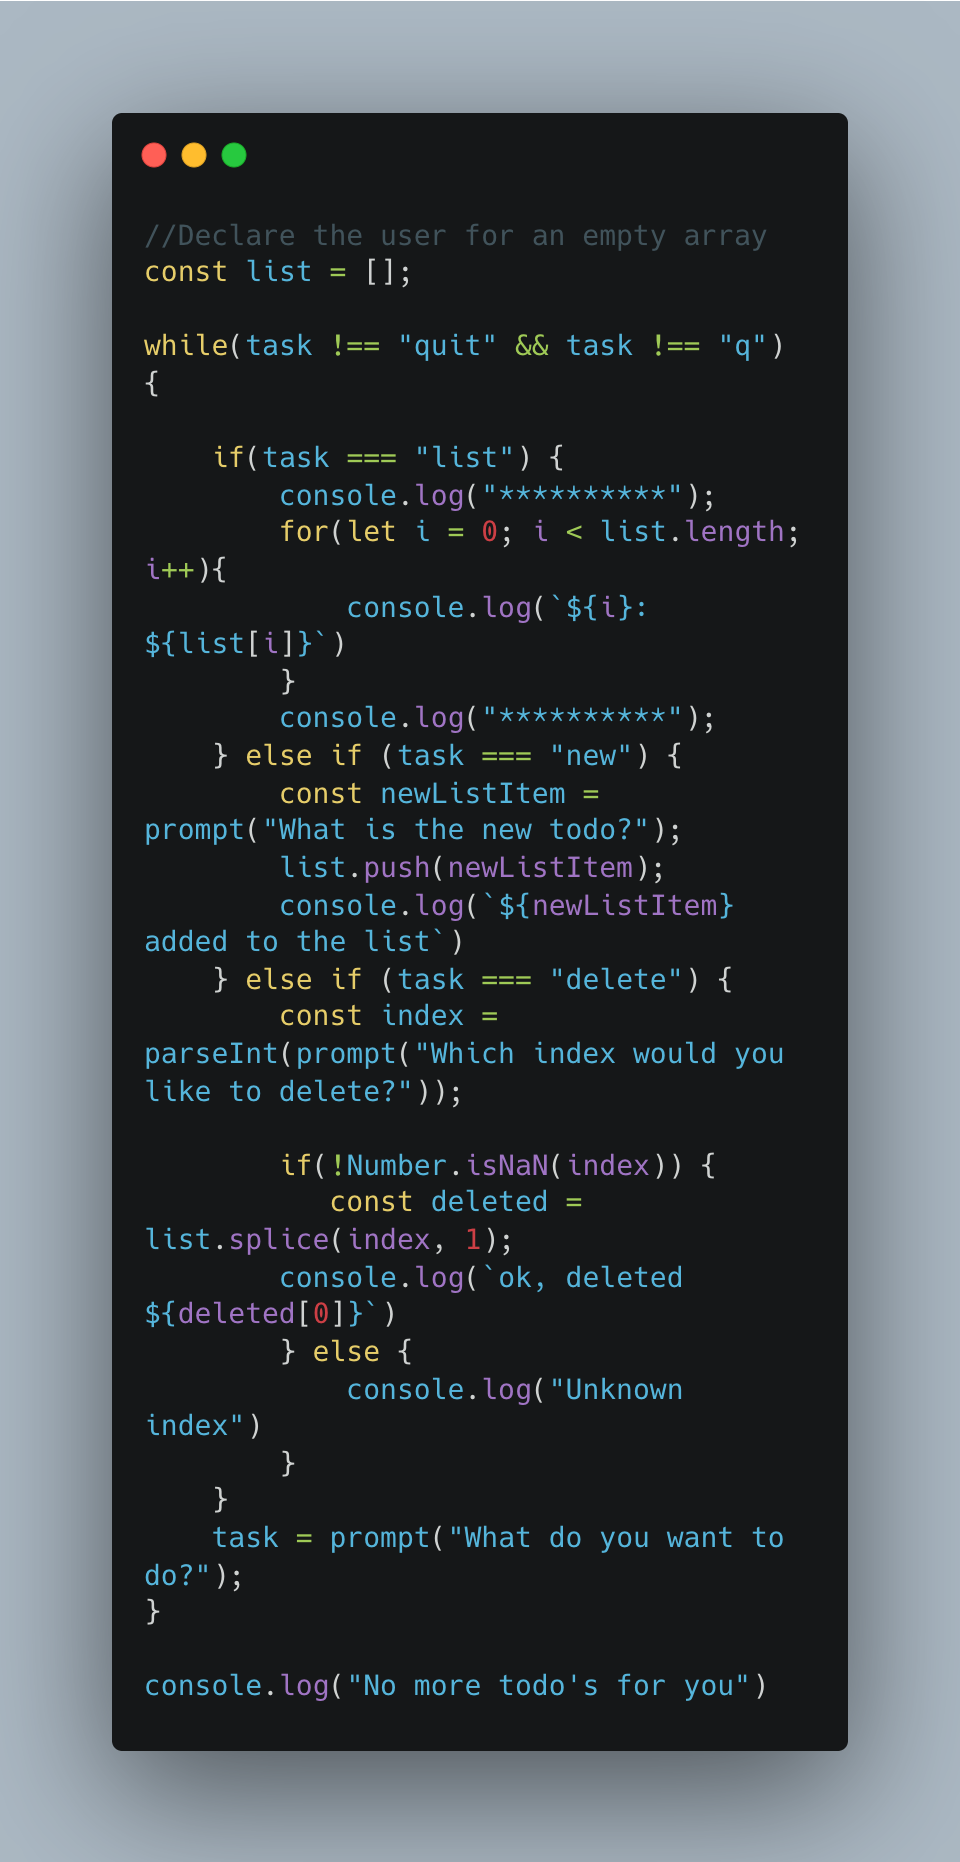 //Declare the user for an empty array
const list = [];
while(task !== "quit" && task !== "q")
{
if(task === "list") {
console.log("**********");
for(let i = 0; i < list.length;
i++){
console.log(`${i}:
${list[i]}`)
}
console.log("**********");
} else if (task === "new") {
const newListItem =
prompt("What is the new todo?");
list.push(newListItem);
console.log(`${newListItem}
added to the list`)
} else if (task === "delete") {
const index =
parseInt(prompt("Which index would you
like to delete?"));
if(!Number.isNaN(index)) {
const deleted =
list.splice(index, 1);
console.log(`ok, deleted
${deleted[0]}`)
} else {
console.log("Unknown
index")
}
}
task = prompt("What do you want to
do?");
}
console.log("No more todo's for you")